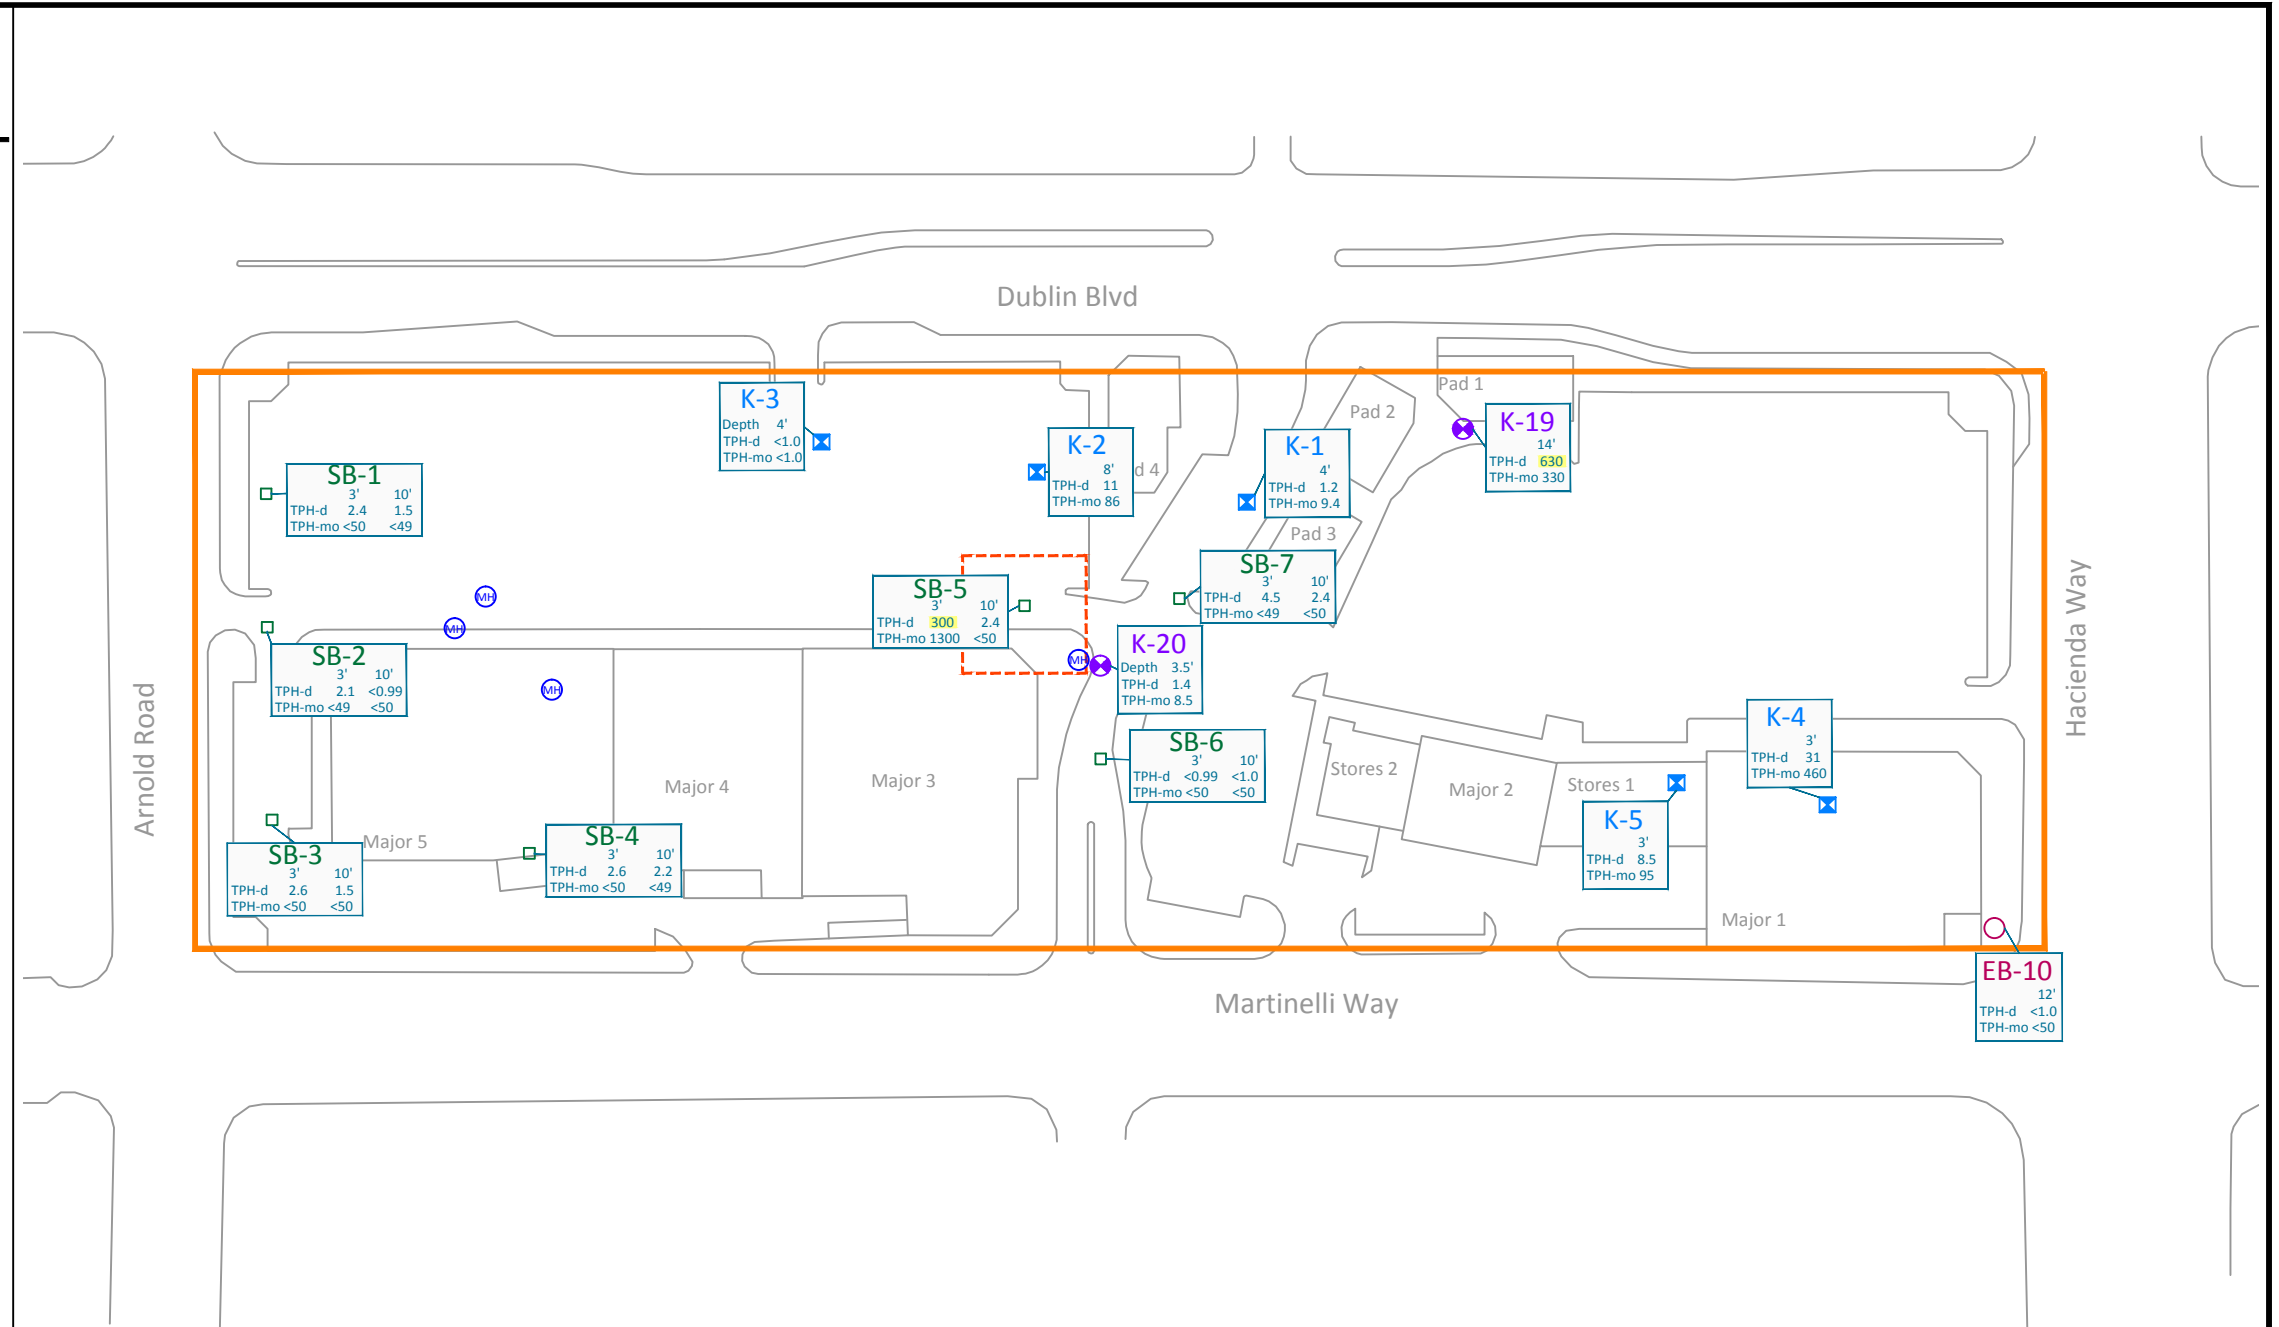 Dublin Blvd
Pad 1
Pad 2
K-3
Depth 4'
TPH-d <1.0
TPH-mo <1.0
K-19
14'
TPH-d 630
TPH-mo 330
K-2
8'
TPH-d 11
TPH-mo 86
d 4
K-1
4'
TPH-d 1.2
TPH-mo 9.4
SB-1
3' 10'
TPH-d 2.4 1.5
TPH-mo <50 <49
Pad 3
SB-7
3' 10'
TPH-d 4.5 2.4
TPH-mo <49 <50
SB-5
3' 10'
TPH-d 300 2.4
TPH-mo 1300 <50
MH
MH
MH
MH
SB-2
3' 10'
TPH-d 2.1 <0.99
TPH-mo <49 <50
K-20
Depth 3.5'
TPH-d 1.4
TPH-mo 8.5
Hacienda Way
Arnold Road
K-4
3'
TPH-d 31
TPH-mo 460
SB-6
3' 10'
TPH-d <0.99 <1.0
TPH-mo <50 <50
Major 4
Major 3
Stores 2
Major 2
Stores 1
K-5
3'
TPH-d 8.5
TPH-mo 95
Major 5
SB-4
3' 10'
TPH-d 2.6 2.2
TPH-mo <50 <49
SB-3
3' 10'
TPH-d 2.6 1.5
TPH-mo <50 <50
Major 1
EB-10
12'
TPH-d <1.0
TPH-mo <50
Martinelli Way